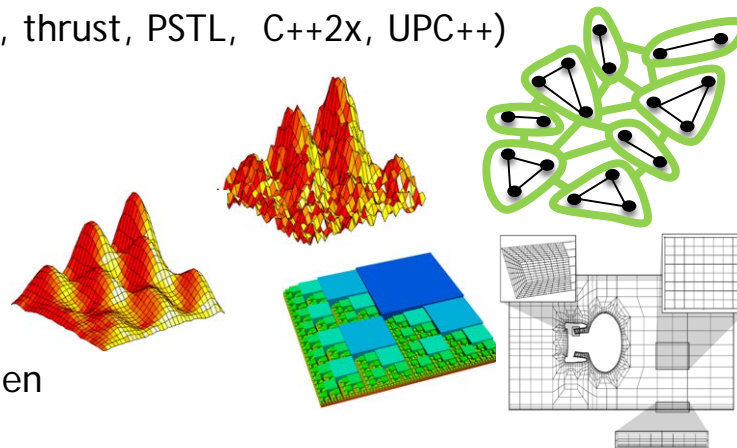 , thrust, PSTL, C++2x, UPC++)
en